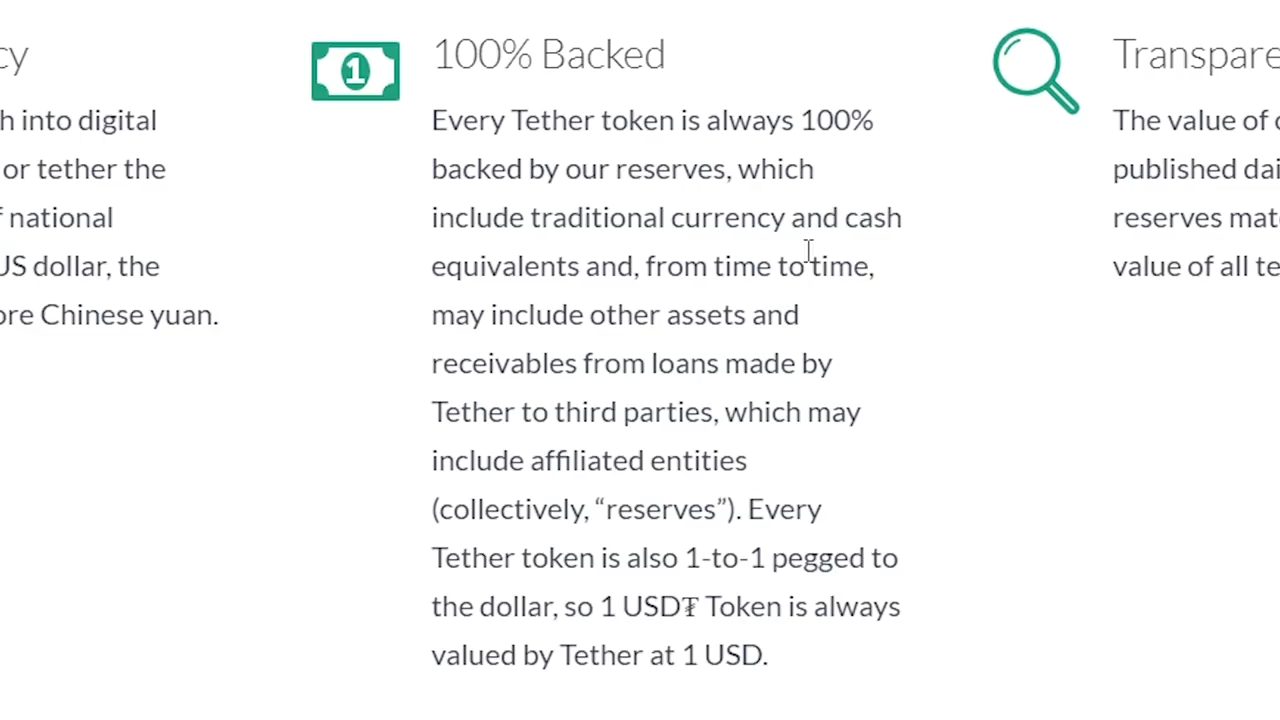 cy
h into digital
or tether the
f national
US dollar, the
ore Chinese yuan.
1
100% Backed
Every Tether token is always 100%
backed by our reserves, which
include traditional currency and cash
equivalents and, from time to time,
may include other assets and
receivables from loans made by
Tether to third parties, which may
include affiliated entities
(collectively, “reserves”). Every
Tether token is also 1-to-1 pegged to
the dollar, so 1 USD₮ Token is always
valued by Tether at 1 USD.
Transpare
The value of
published dai
reserves mat
value of all te